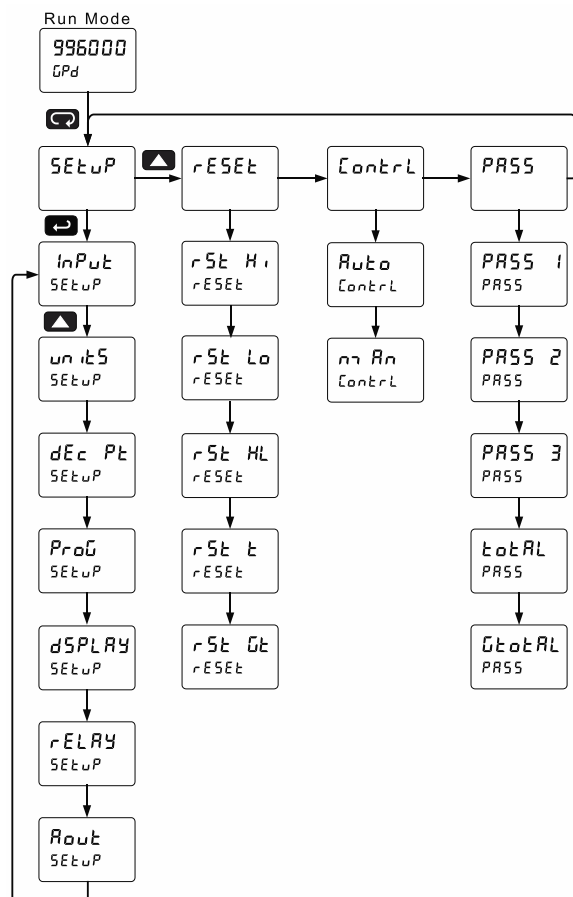 Run Mode
996000
GPd
SEtuP
rESEt
ContrL
PASS
InPut
SEtuP
rSt Hi
rESEt
Auto
ContrL
PASS 1
PASS
unitS
SEtuP
rSt Lo
rESEt
mAn
ContrL
PASS 2
PASS
dEc Pt
SEtuP
rSt HL
rESEt
PASS 3
PASS
ProG
SEtuP
rSt t
rESEt
totAL
PASS
dSPLAY
SEtuP
rSt Gt
rESEt
GtotAL
PASS
rELAY
SEtuP
Aout
SEtuP